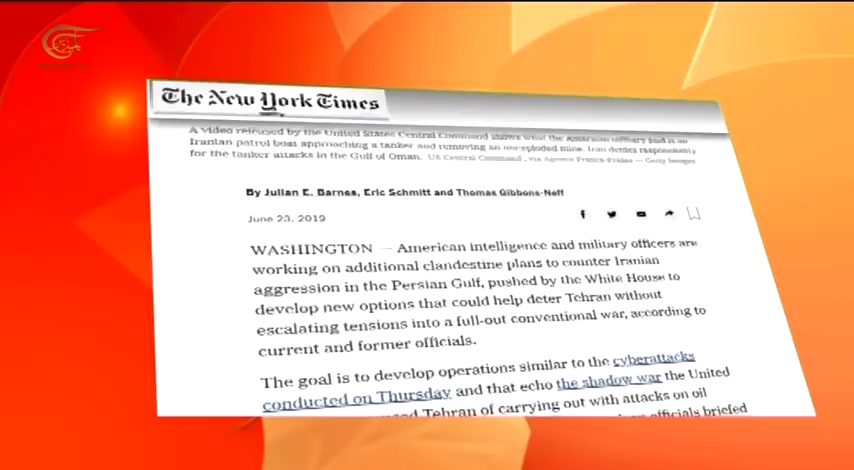 The New York Times
A video released by the United States Central Command shows what the American military said is an
Iranian patrol boat approaching a tanker and removing an unexploded mine. Iran denies responsibility
for the tanker attacks in the Gulf of Oman. US Central Command, via Agence France-Presse — Getty Images
By Julian E. Barnes, Eric Schmitt and Thomas Gibbons-Neff
June 23, 2019
WASHINGTON — American intelligence and military officers are
working on additional clandestine plans to counter Iranian
aggression in the Persian Gulf, pushed by the White House to
develop new options that could help deter Tehran without
escalating tensions into a full-out conventional war, according to
current and former officials.
The goal is to develop operations similar to the cyberattacks
conducted on Thursday and that echo the shadow war the United
Tehran of carrying out with attacks on oil
officials briefed